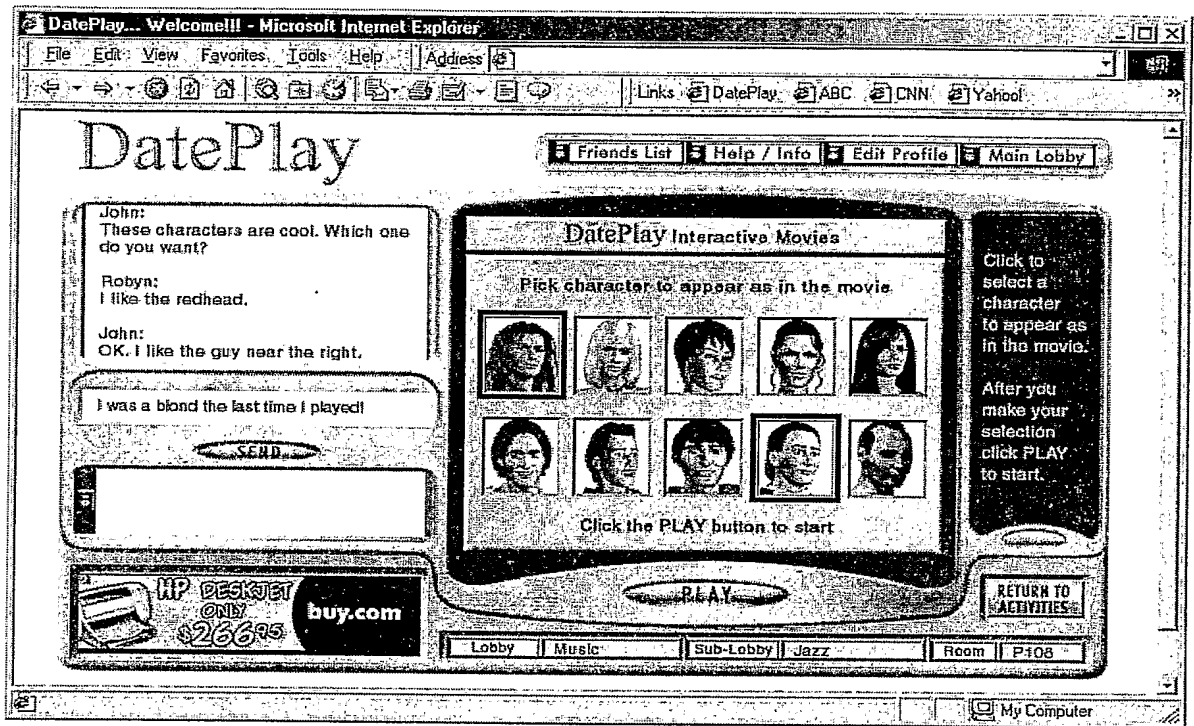 DatePlay... Welcome!!! - Microsoft Internet Explorer
File Edit View Favorites Tools Help Address
Links DatePlay ABC CNN Yahoo! »
DatePlay
Friends List Help / Info Edit Profile Main Lobby
John:
These characters are cool. Which one
do you want?
Robyn:
I like the redhead.
John:
OK. I like the guy near the right.
I was a blond the last time I played!
SEND
HP DESKJET
ONLY
$266.95
buy.com
DatePlay Interactive Movies
Pick character to appear as in the movie
Click the PLAY button to start
PLAY
Click to
select a
character
to appear as
in the movie.
After you
make your
selection
click PLAY
to start.
RETURN TO
ACTIVITIES
Lobby Music Sub-Lobby Jazz Room P108
My Computer